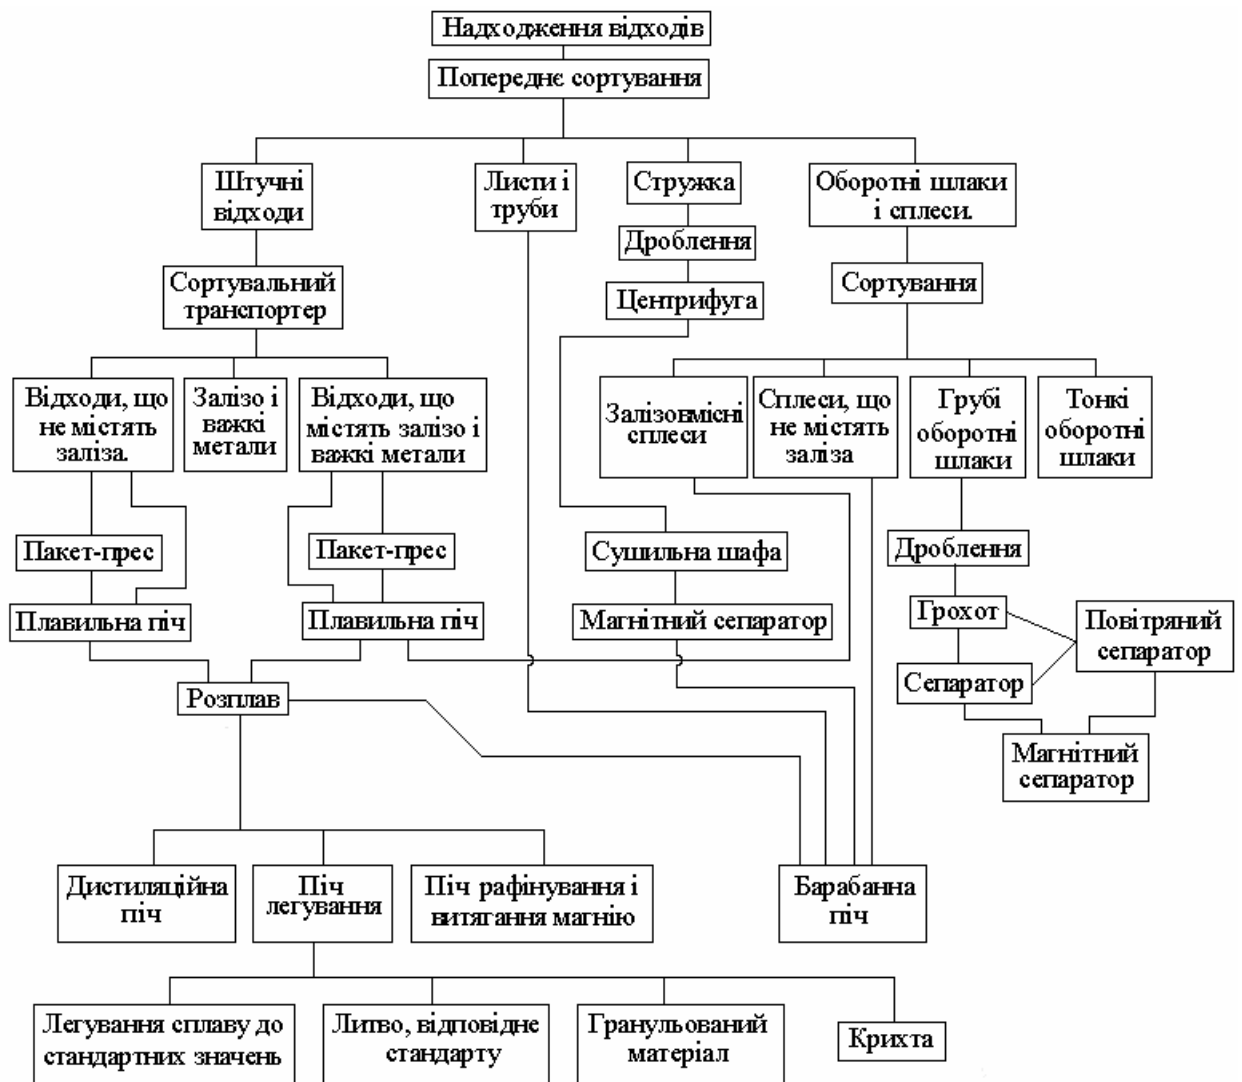 Надходження відходів
Попереднє сортування
Штучні
відходи
Листи і
труби
Стружка
Оборотні шлаки
і сплеси.
Дроблення
Сортувальний
транспортер
Центрифуга
Сортування
Відходи, що
не містять
заліза.
Залізо і
важкі
метали
Відходи, що
містять залізо і
важкі метали
Залізовмісні
сплеси
Сплеси, що
не містять
заліза
Грубі
оборотні
шлаки
Тонкі
оборотні
шлаки
Пакет-прес
Пакет-прес
Сушильна шафа
Дроблення
Плавильна піч
Плавильна піч
Магнітний сепаратор
Грохот
Повітряний
сепаратор
Розплав
Сепаратор
Магнітний
сепаратор
Дистиляційна
піч
Піч
легування
Піч рафінування і
витягання магнію
Барабанна
піч
Легування сплаву до
стандартних значень
Литво, відповідне
стандарту
Гранульований
матеріал
Крихта